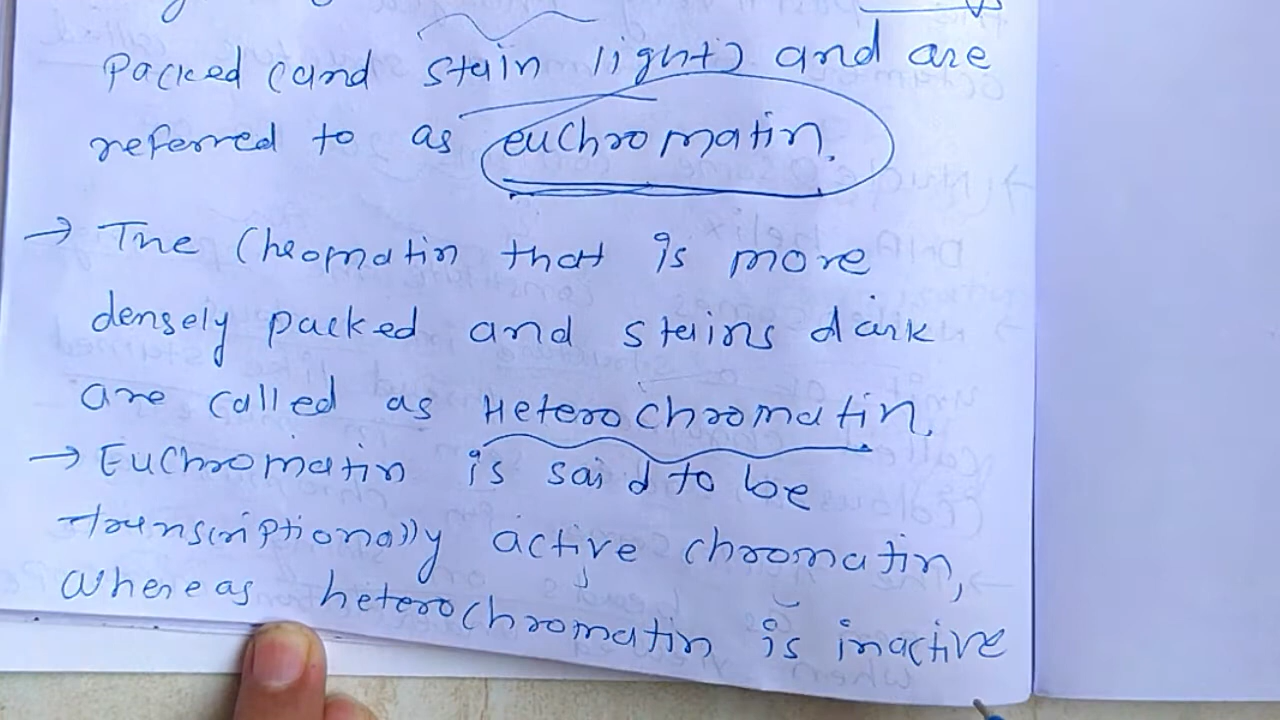 Packed (and stain light) and are
referred to as euchromatin.
→ The Chromatin that is more
densely packed and stains dark
are called as Heterochromatin.
→ Euchromatin is said to be
transcriptionally active chromatin,
whereas heterochromatin is inactive